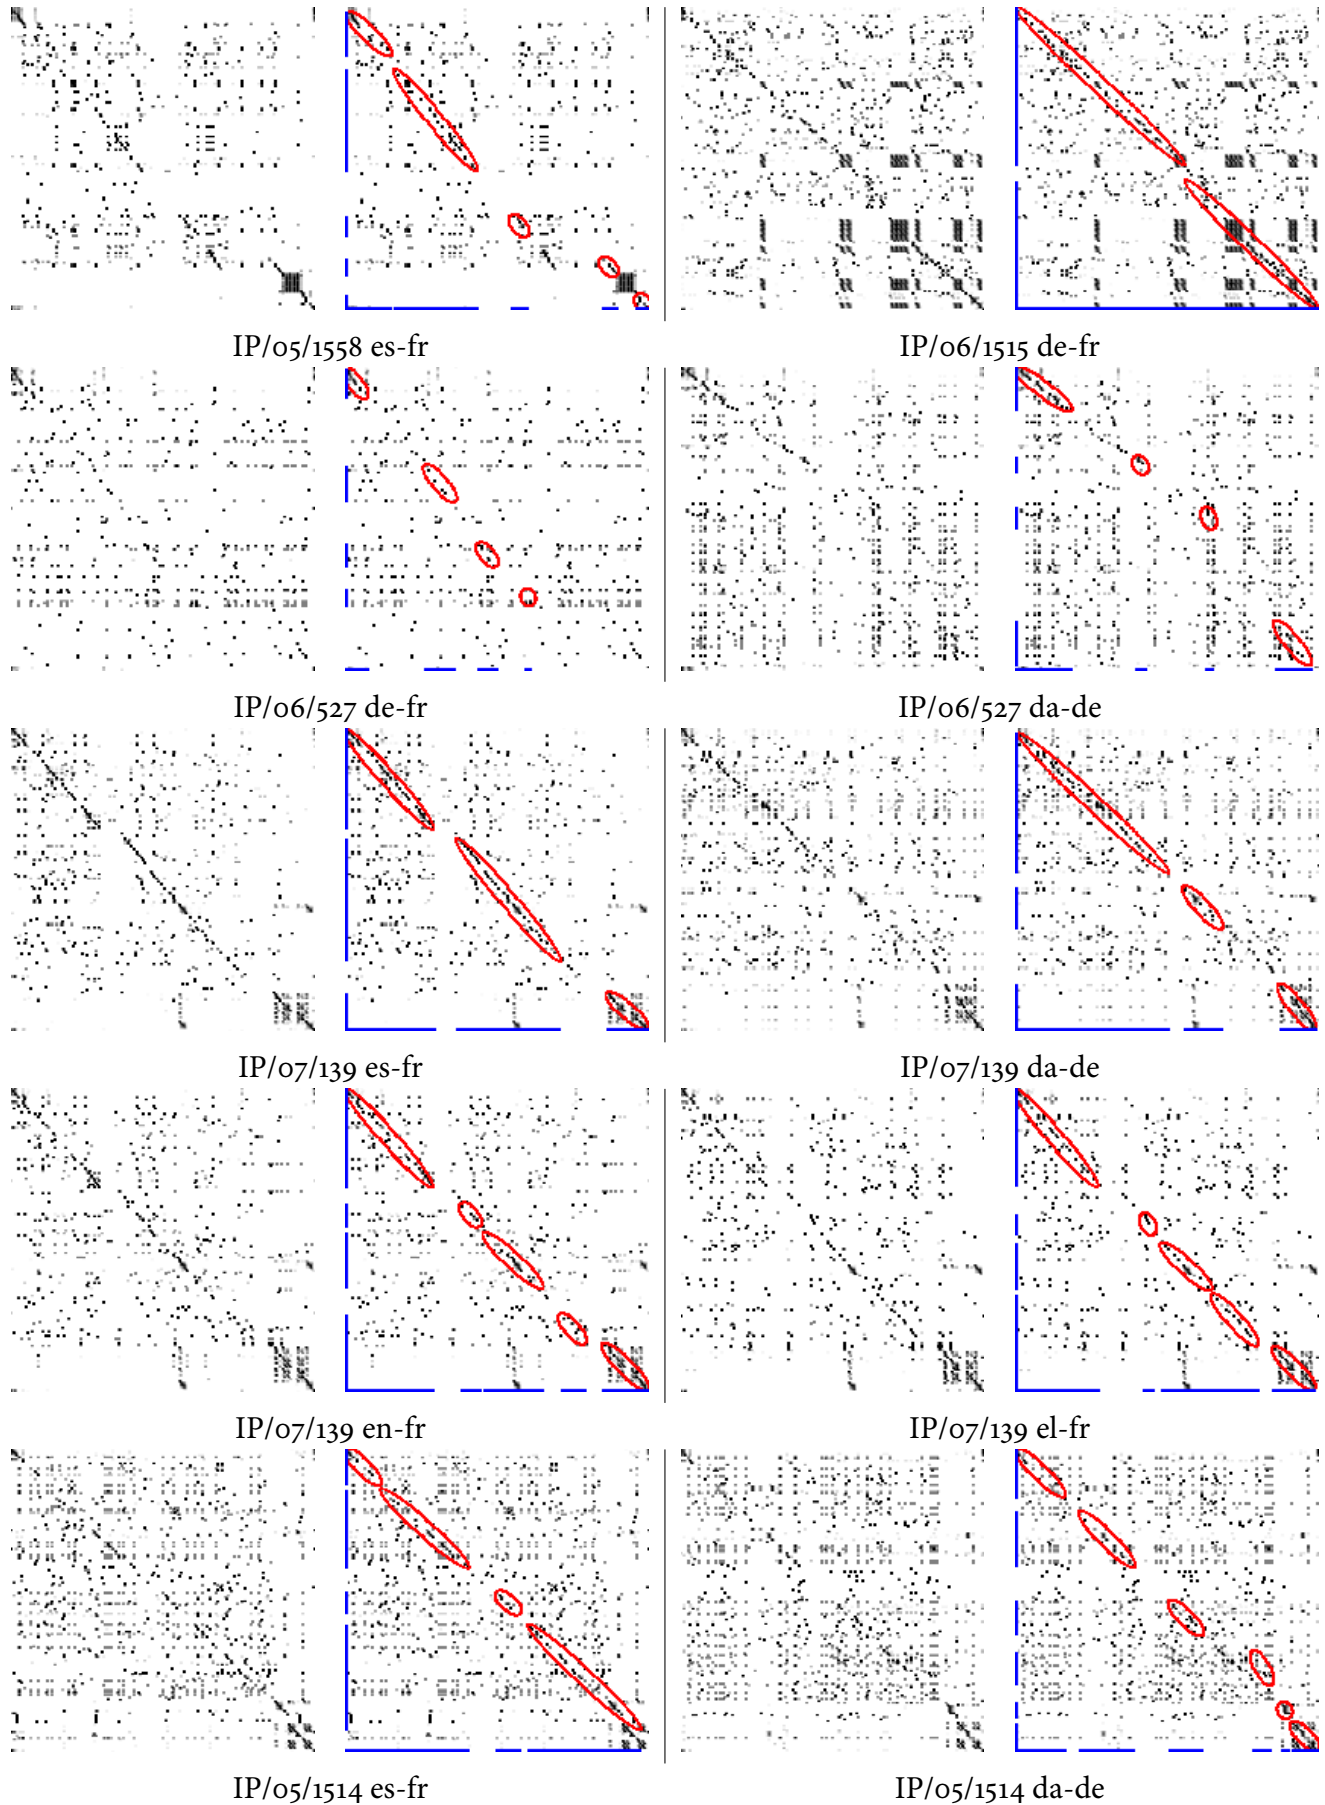 IP/05/1558 es-fr
IP/06/1515 de-fr
IP/06/527 de-fr
IP/06/527 da-de
IP/07/139 es-fr
IP/07/139 da-de
IP/07/139 en-fr
IP/07/139 el-fr
IP/05/1514 es-fr
IP/05/1514 da-de